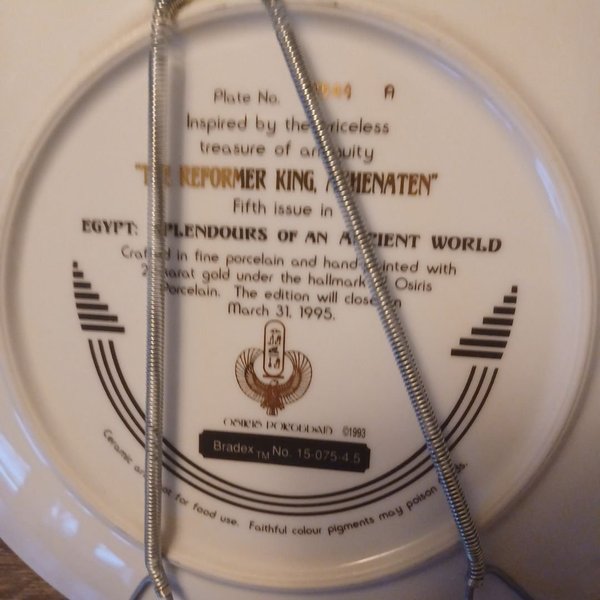 Plate No. A
Inspired by the priceless
treasure of antiquity
"THE REFORMER KING, AKHENATEN"
Fifth issue in
EGYPT: SPLENDOURS OF AN ANCIENT WORLD
Crafted in fine porcelain and hand-painted with
karat gold under the hallmark of Osiris
Porcelain. The edition will close on
March 31, 1995.
OSIRIS PORCELAIN ©1993
Bradex TM No. 15-075-4.5
Ceramic art not for food use. Faithful colour pigments may poison